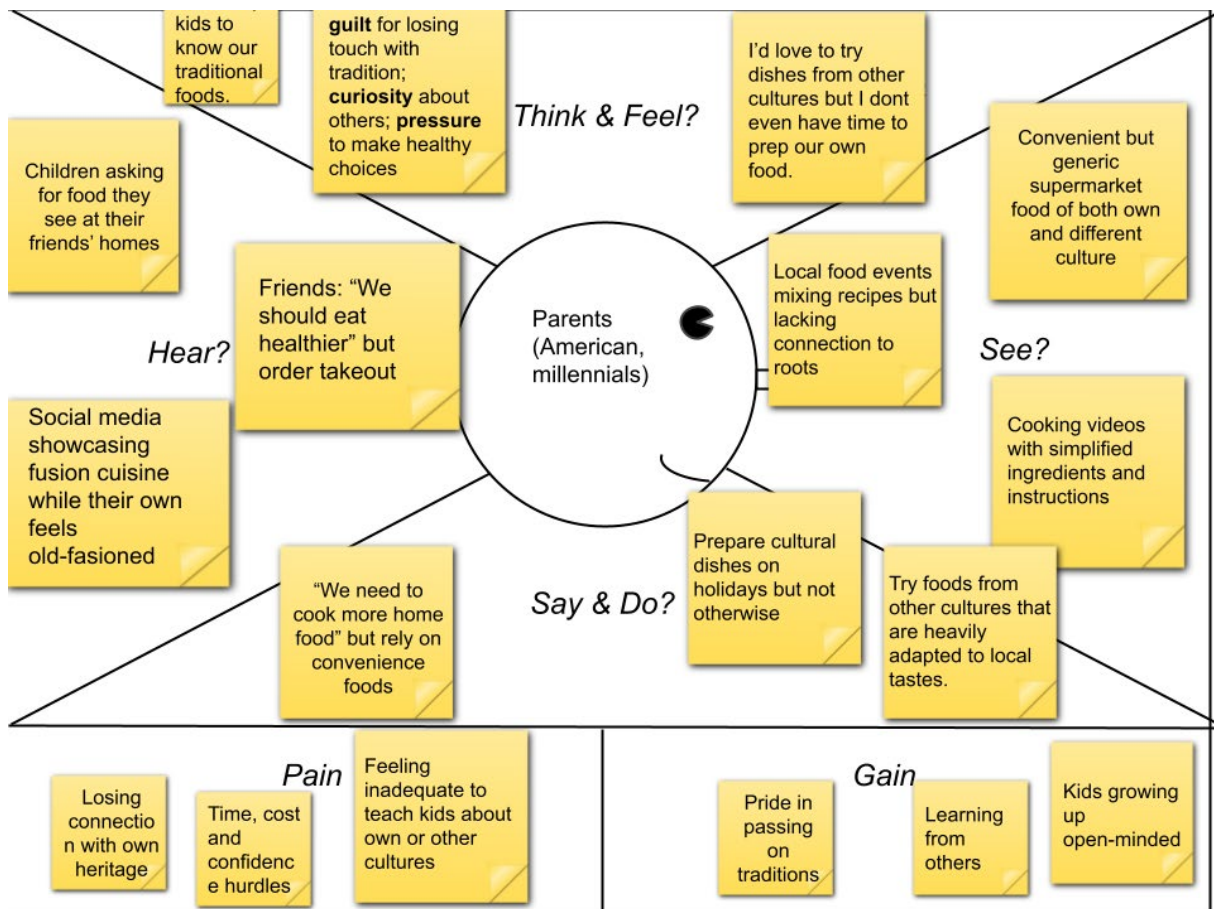 kids to
know our
traditional
foods.
guilt for losing
touch with
tradition;
curiosity about
others; pressure
to make healthy
choices
Think & Feel?
I'd love to try
dishes from other
cultures but I dont
even have time to
prep our own
food.
Convenient but
generic
supermarket
food of both own
and different
culture
Children asking
for food they
see at their
friends' homes
Friends: "We
should eat
healthier" but
order takeout
Hear?
Parents
(American,
millennials)
Local food events
mixing recipes but
lacking
connection to
roots
See?
Social media
showcasing
fusion cuisine
while their own
feels
old-fasioned
Cooking videos
with simplified
ingredients and
instructions
"We need to
cook more home
food" but rely on
convenience
foods
Say & Do?
Prepare cultural
dishes on
holidays but not
otherwise
Try foods from
other cultures that
are heavily
adapted to local
tastes.
Pain
Losing
connectio
n with own
heritage
Time, cost
and
confidenc
e hurdles
Feeling
inadequate to
teach kids about
own or other
cultures
Gain
Pride in
passing
on
traditions
Learning
from
others
Kids growing
up
open-minded